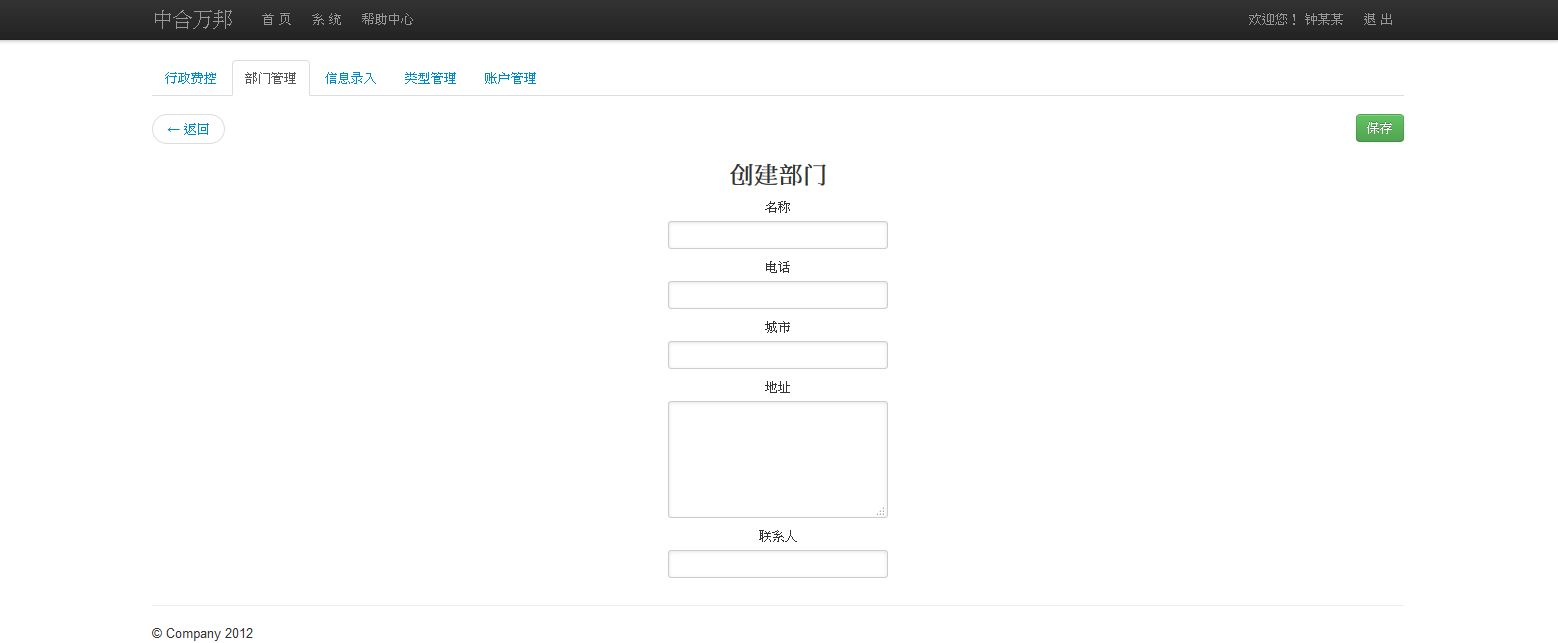 中合万邦 首 页 系 统 帮助中心 欢迎您！ 钟某某 退 出
行政费控 部门管理 信息录入 类型管理 账户管理
← 返回 保存
创建部门
名称
电话
城市
地址
联系人
© Company 2012